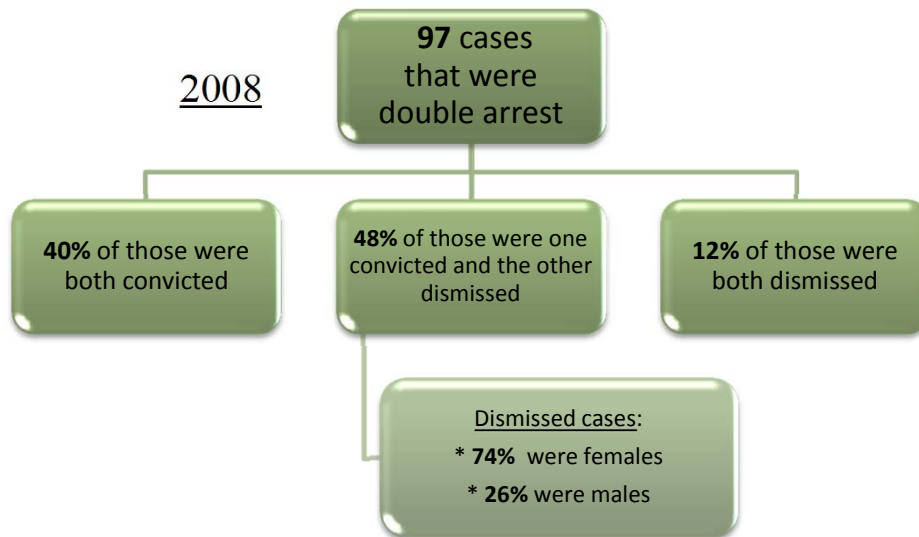 2008
97 cases
that were
double arrest
40% of those were
both convicted
48% of those were one
convicted and the other
dismissed
12% of those were
both dismissed
Dismissed cases:
* 74% were females
* 26% were males